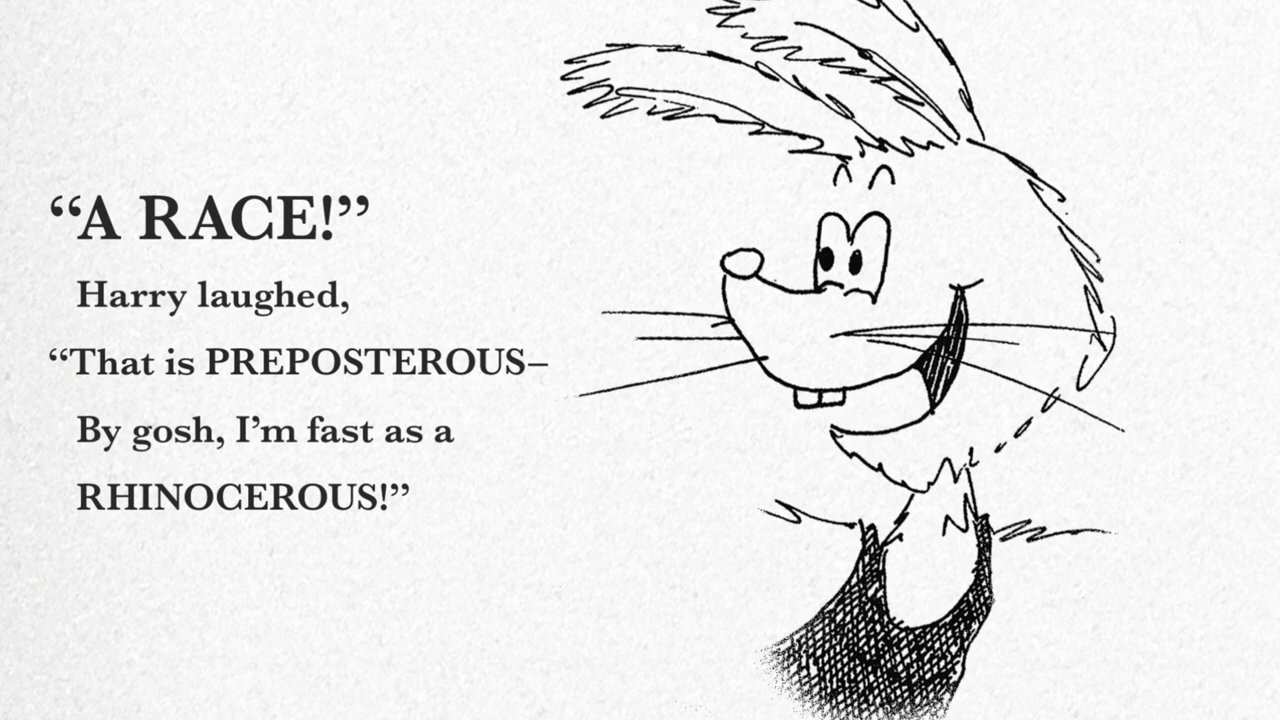 “A RACE!”
Harry laughed,
“That is PREPOSTEROUS–
By gosh, I’m fast as a
RHINOCEROUS!”